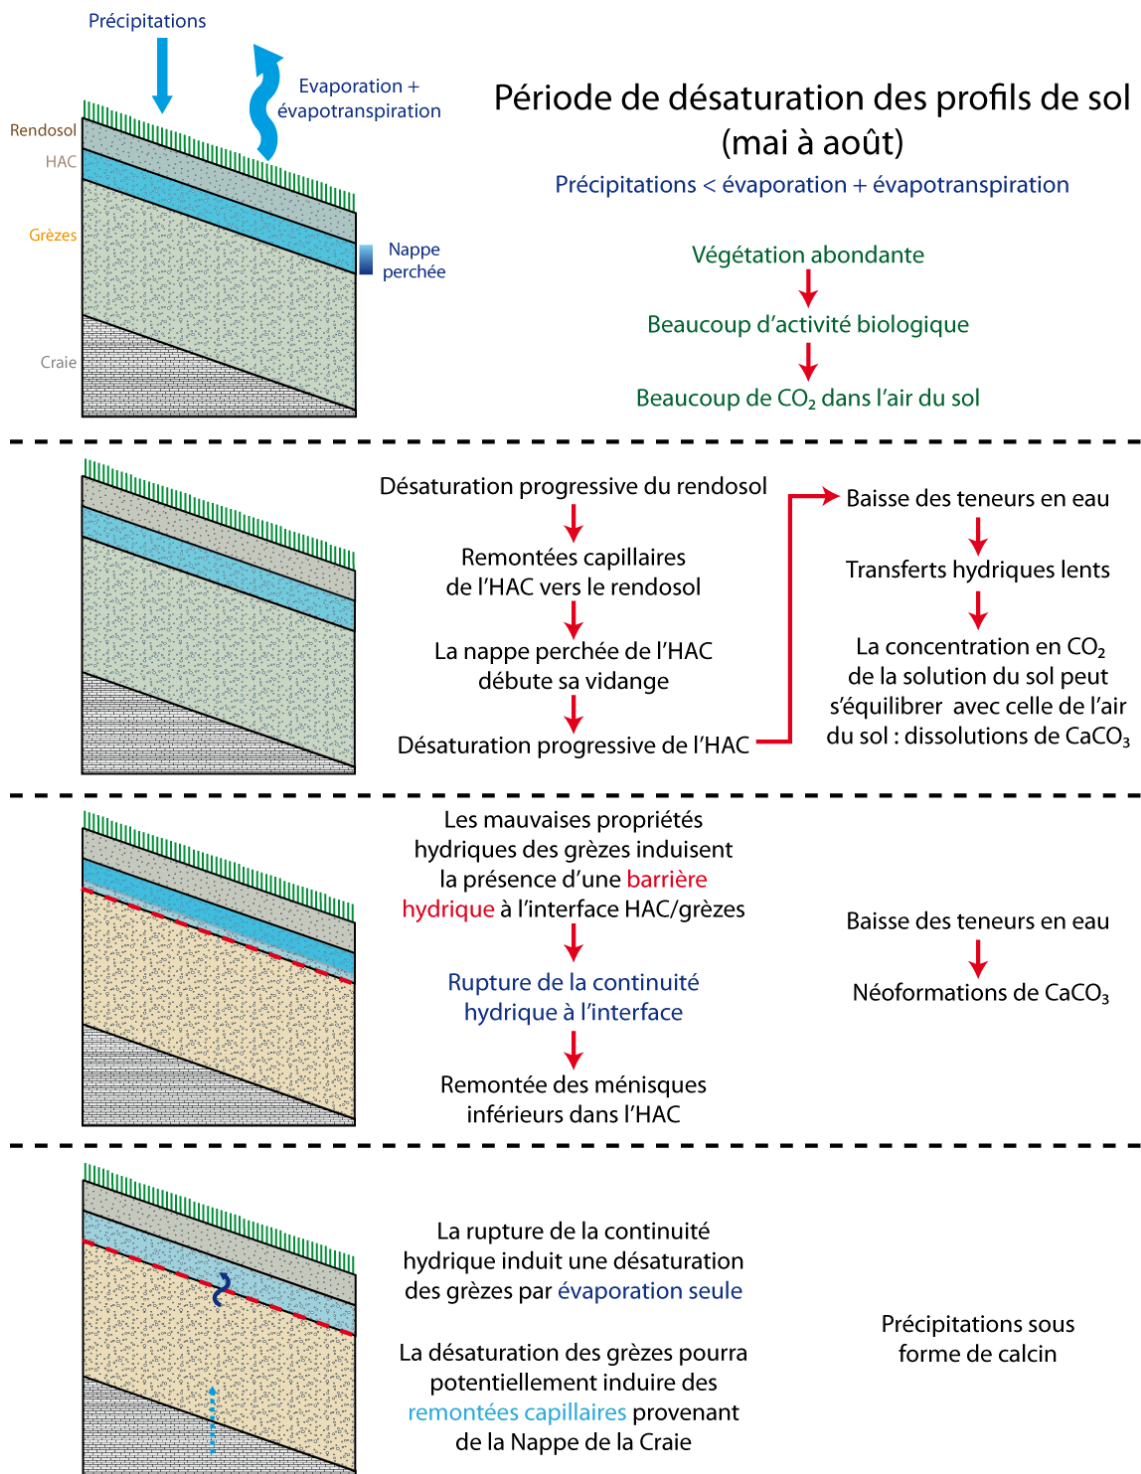 Précipitations
Evaporation +
évapotranspiration
Rendosol
HAC
Grèzes
Craie
Nappe
perchée
Période de désaturation des profils de sol
(mai à août)
Précipitations < évaporation + évapotranspiration
Végétation abondante
Beaucoup d'activité biologique
Beaucoup de CO₂ dans l'air du sol
Désaturation progressive du rendosol
Remontées capillaires
de l'HAC vers le rendosol
La nappe perchée de l'HAC
débute sa vidange
Désaturation progressive de l'HAC
Baisse des teneurs en eau
Transferts hydriques lents
La concentration en CO₂
de la solution du sol peut
s'équilibrer avec celle de l'air
du sol : dissolutions de CaCO₃
Les mauvaises propriétés
hydriques des grèzes induisent
la présence d'une barrière
hydrique à l'interface HAC/grèzes
Rupture de la continuité
hydrique à l'interface
Remontée des ménisques
inférieurs dans l'HAC
Baisse des teneurs en eau
Néoformations de CaCO₃
La rupture de la continuité
hydrique induit une désaturation
des grèzes par évaporation seule
La désaturation des grèzes pourra
potentiellement induire des
remontées capillaires provenant
de la Nappe de la Craie
Précipitations sous
forme de calcin